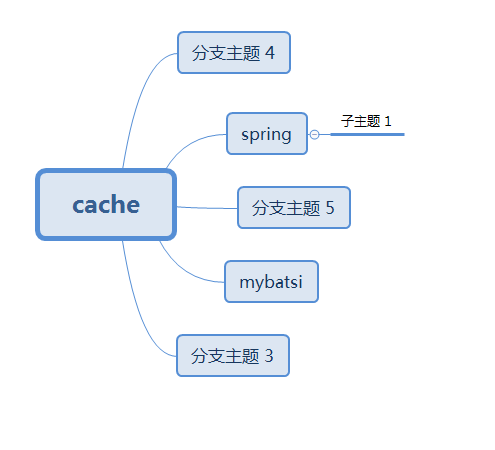 分支主题 4
spring
子主题 1
cache
分支主题 5
mybatsi
分支主题 3